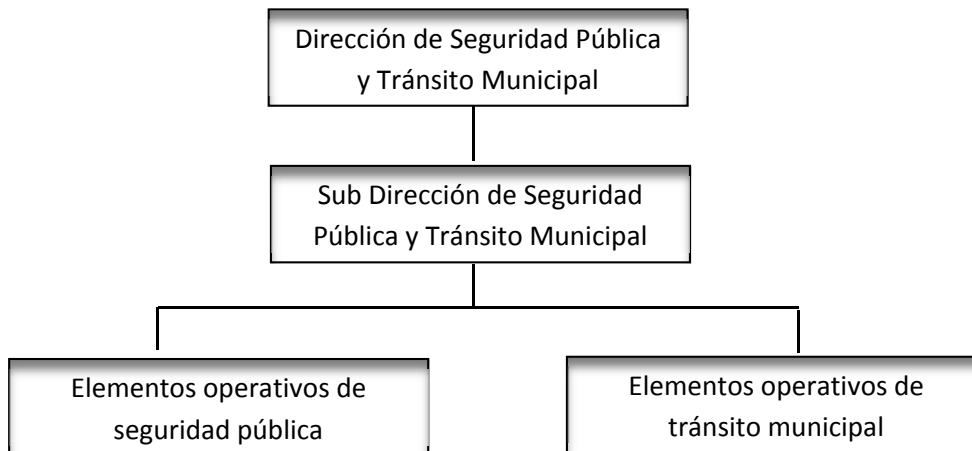 Dirección de Seguridad Pública
y Tránsito Municipal
Sub Dirección de Seguridad
Pública y Tránsito Municipal
Elementos operativos de
seguridad pública
Elementos operativos de
tránsito municipal